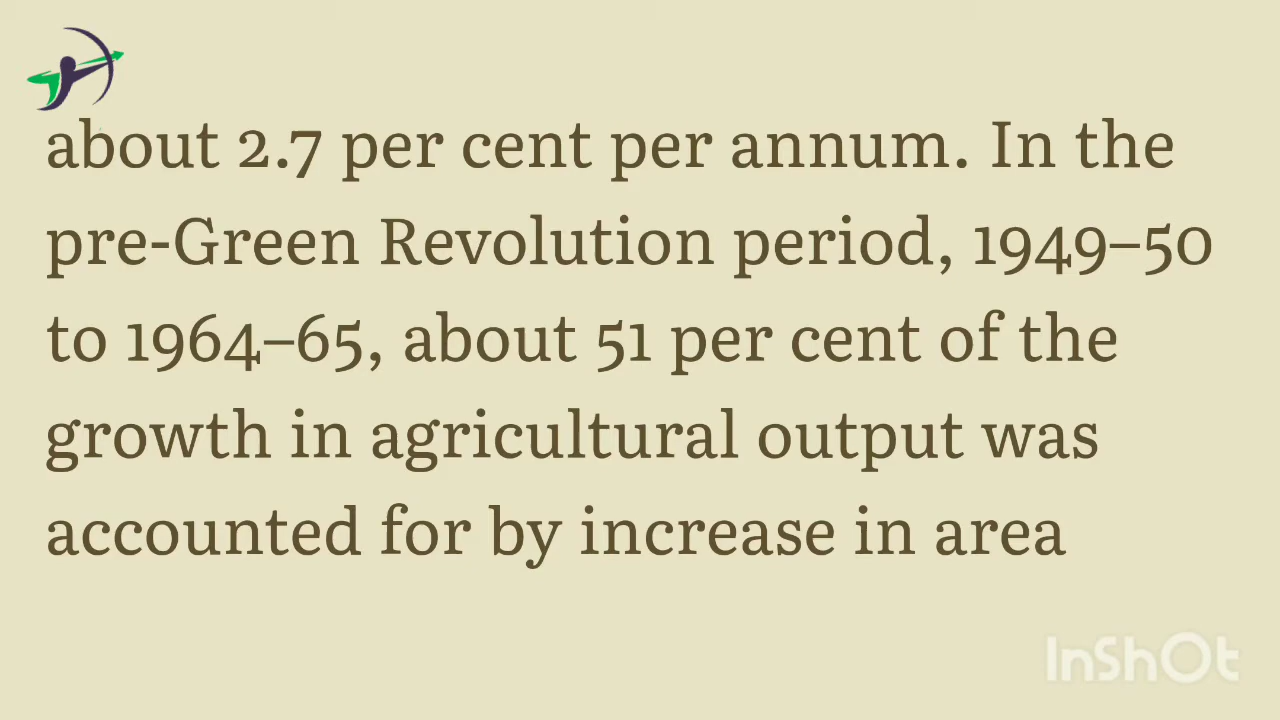 about 2.7 per cent per annum. In the
pre-Green Revolution period, 1949–50
to 1964–65, about 51 per cent of the
growth in agricultural output was
accounted for by increase in area
InShOt